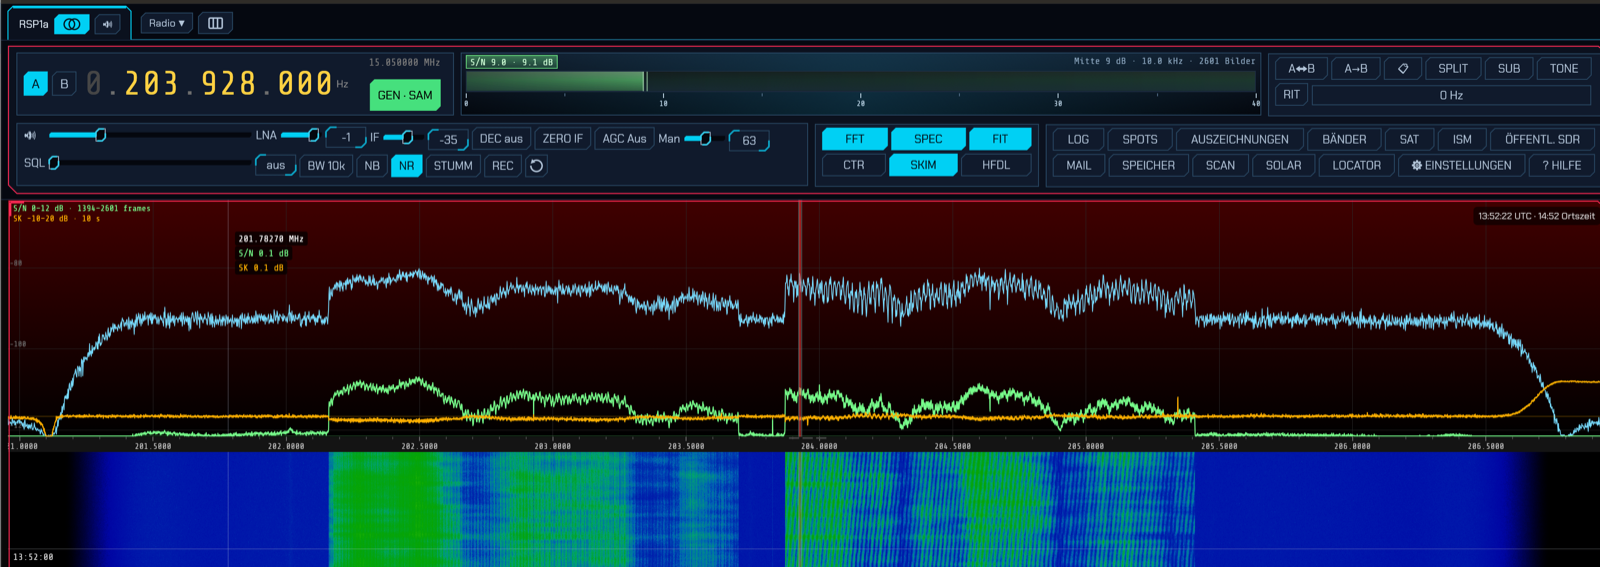 RSP1a
Radio ▾
A B 0.203.928.000 Hz
15.050000 MHz
GEN · SAM
S/N 9.0 · 9.1 dB
Mitte 9 dB · 10.0 kHz · 2601 Bilder
0 10 20 30 40
A↔B A→B SPLIT SUB TONE
RIT 0 Hz
LNA -1 IF -35 DEC aus ZERO IF AGC Aus Man 63
SQL aus BW 10k NB NR STUMM REC
FFT SPEC FIT
CTR SKIM HFDL
LOG SPOTS AUSZEICHNUNGEN BÄNDER SAT ISM ÖFFENTL. SDR
MAIL SPEICHER SCAN SOLAR LOCATOR EINSTELLUNGEN ? HILFE
S/N 0–12 dB · 1394–2601 frames
SK -10–20 dB · 10 s
13:52:22 UTC · 14:52 Ortszeit
201.78270 MHz
S/N 0.1 dB
SK 0.1 dB
-80
-100
1.0000 201.5000 202.0000 202.5000 203.0000 203.5000 204.0000 204.5000 205.0000 205.5000 206.0000 206.5000
13:52:00